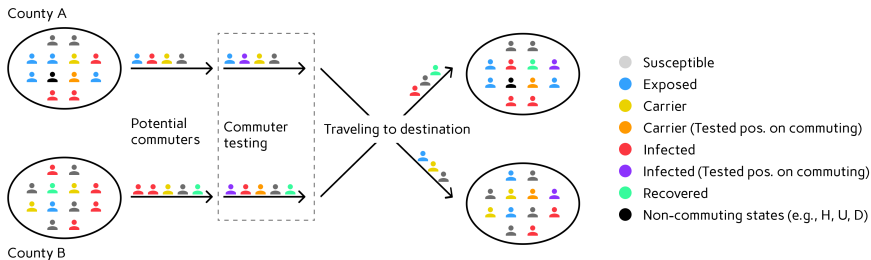 County A
Potential
commuters
Commuter
testing
Traveling to destination
County B
Susceptible
Exposed
Carrier
Carrier (Tested pos. on commuting)
Infected
Infected (Tested pos. on commuting)
Recovered
Non-commuting states (e.g., H, U, D)